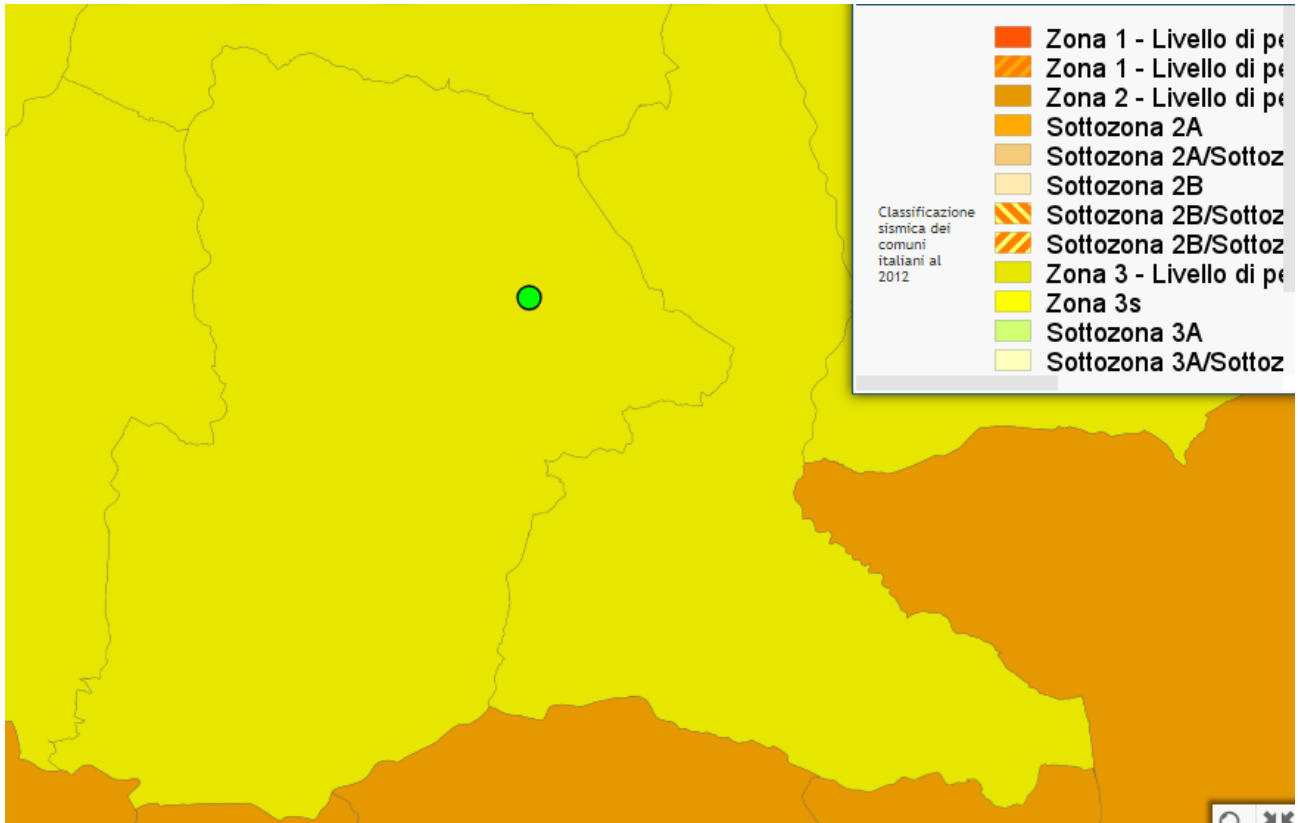 Classificazione
sismica dei
comuni
italiani al
2012
Zona 1 - Livello di pe
Zona 1 - Livello di pe
Zona 2 - Livello di pe
Sottozona 2A
Sottozona 2A/Sottoz
Sottozona 2B
Sottozona 2B/Sottoz
Sottozona 2B/Sottoz
Zona 3 - Livello di pe
Zona 3s
Sottozona 3A
Sottozona 3A/Sottoz